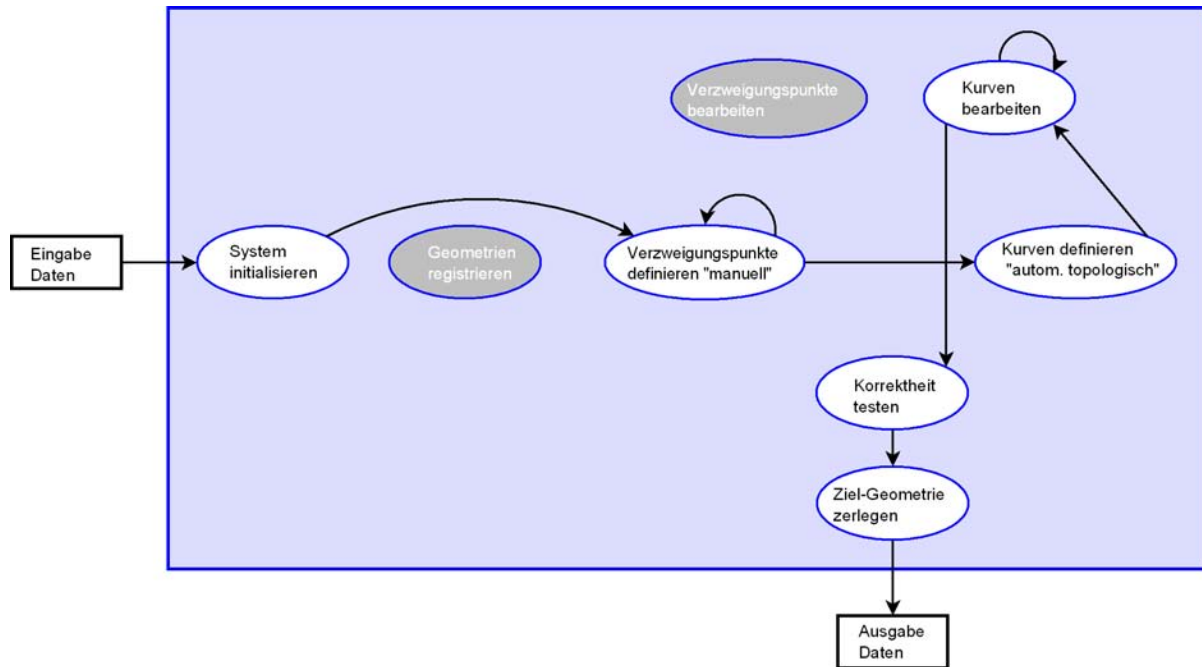 Verzweigungspunkte
bearbeiten
Kurven
bearbeiten
Eingabe
Daten
System
initialisieren
Geometrien
registrieren
Verzweigungspunkte
definieren "manuell"
Kurven definieren
"autom. topologisch"
Korrektheit
testen
Ziel-Geometrie
zerlegen
Ausgabe
Daten